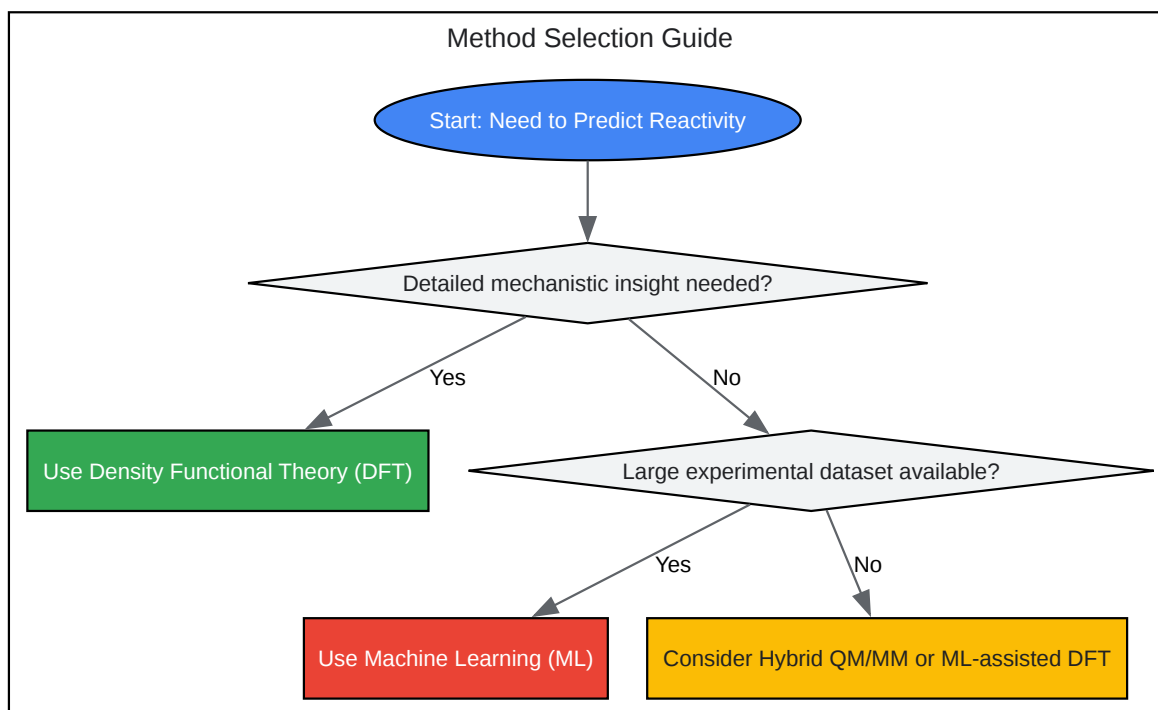 Method Selection Guide
Start: Need to Predict Reactivity
Detailed mechanistic insight needed?
Yes
No
Use Density Functional Theory (DFT)
Large experimental dataset available?
Yes
No
Use Machine Learning (ML)
Consider Hybrid QM/MM or ML-assisted DFT